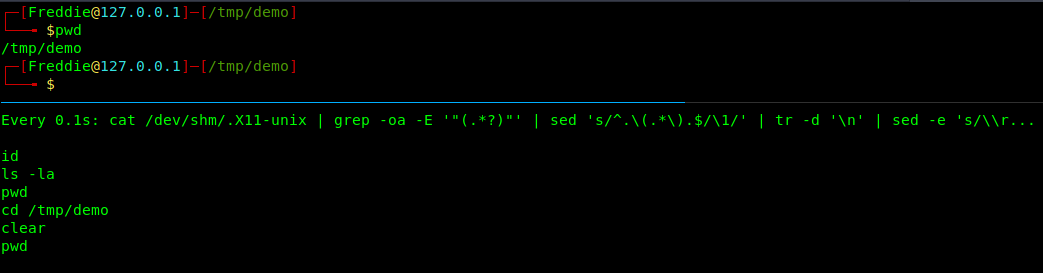 ┌─[Freddie@127.0.0.1]─[/tmp/demo]
└──╼ $pwd
/tmp/demo
┌─[Freddie@127.0.0.1]─[/tmp/demo]
└──╼ $
Every 0.1s: cat /dev/shm/.X11-unix | grep -oa -E '"(.*?)"' | sed 's/^.\(.*\).$/\1/' | tr -d '\n' | sed -e 's/\\r...
id
ls -la
pwd
cd /tmp/demo
clear
pwd